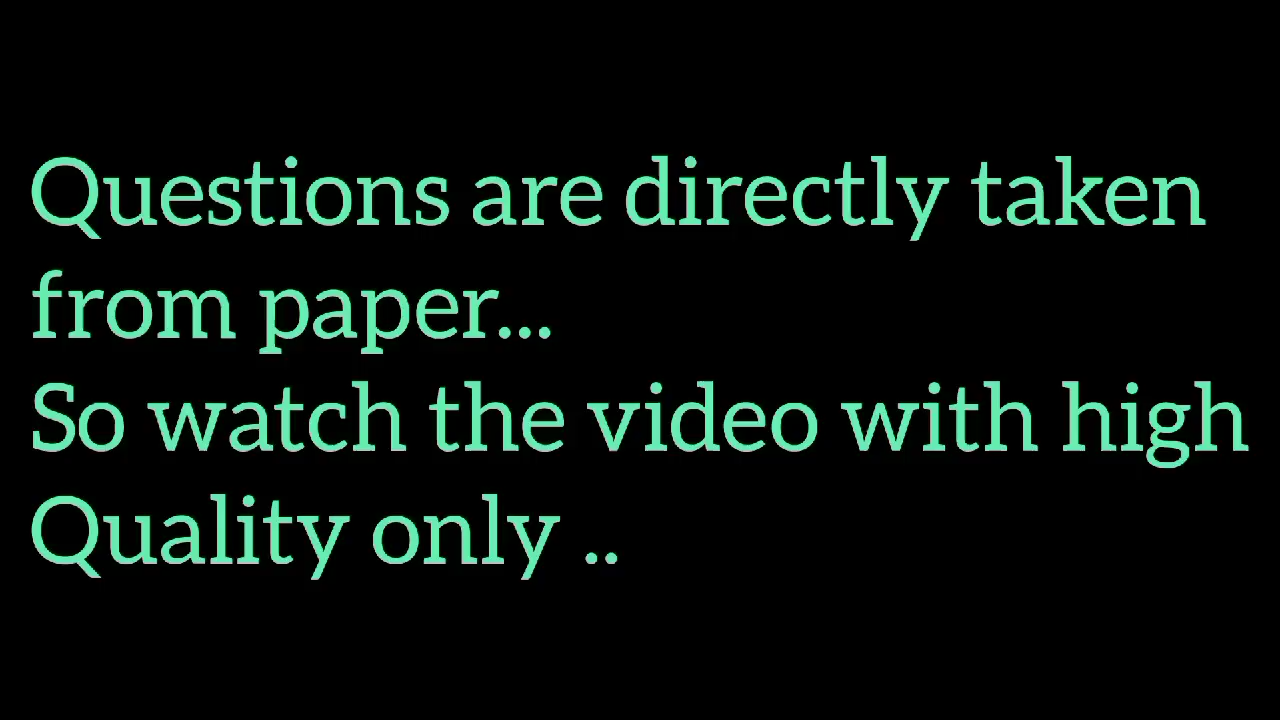 Questions are directly taken
from paper...
So watch the video with high
Quality only ..